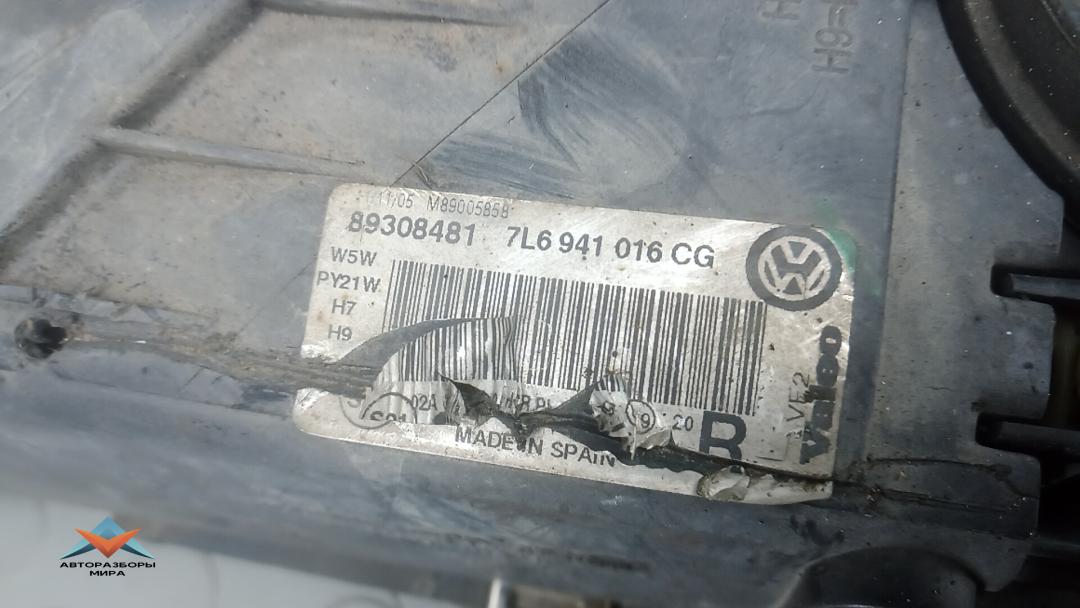 11/05 M89005858
89308481 7L6 941 016 CG
W5W
PY21W
H7
H9
02A
20
R
MADE IN SPAIN
Valeo
АВТОРАЗБОРЫ
МИРА